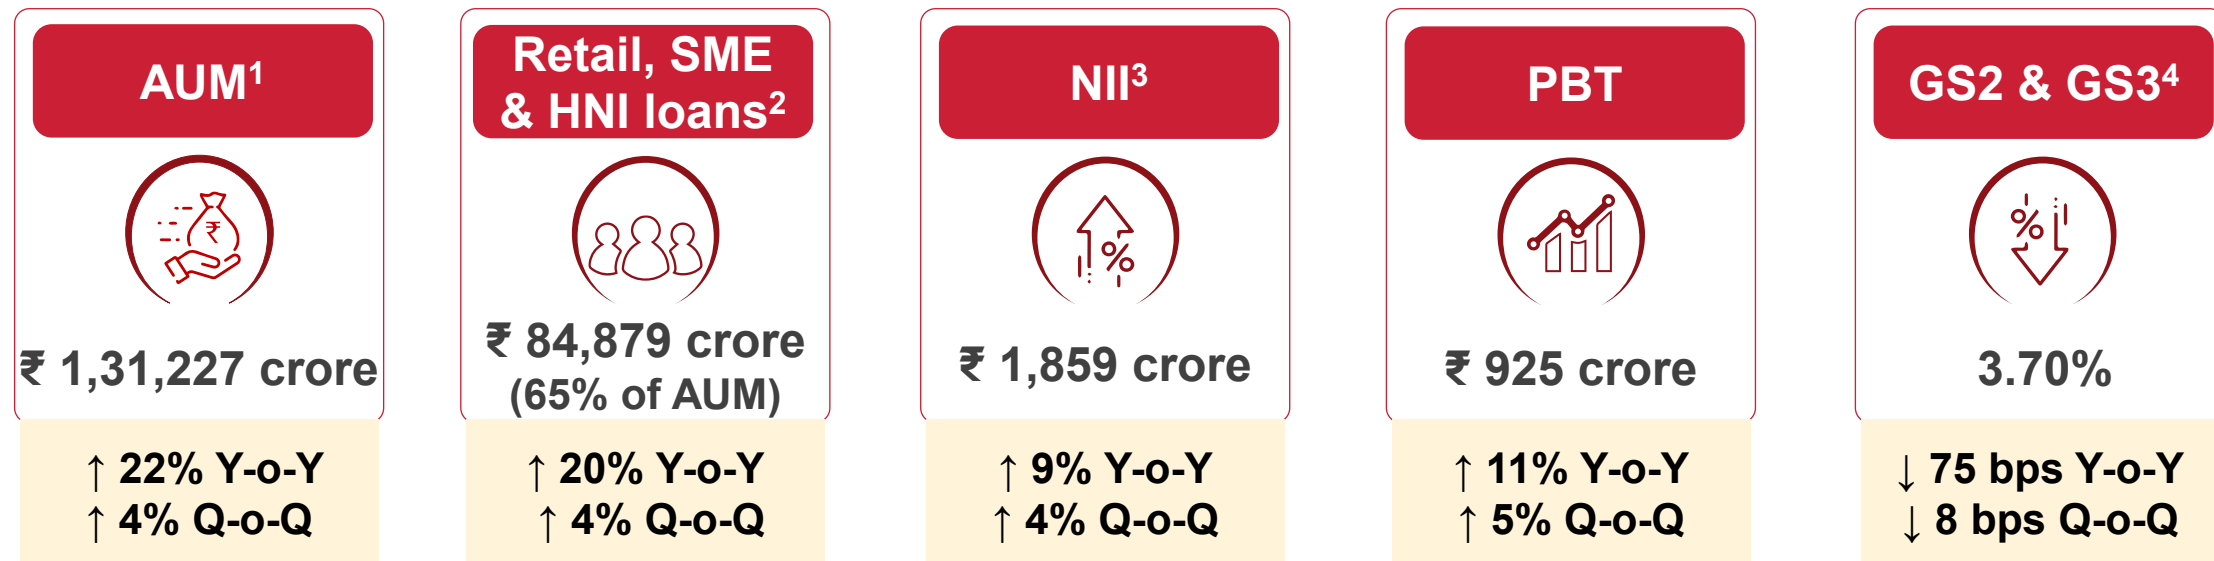 AUM¹
₹ 1,31,227 crore
↑ 22% Y-o-Y
↑ 4% Q-o-Q
Retail, SME
& HNI loans²
₹ 84,879 crore
(65% of AUM)
↑ 20% Y-o-Y
↑ 4% Q-o-Q
NII³
₹ 1,859 crore
↑ 9% Y-o-Y
↑ 4% Q-o-Q
PBT
₹ 925 crore
↑ 11% Y-o-Y
↑ 5% Q-o-Q
GS2 & GS3⁴
3.70%
↓ 75 bps Y-o-Y
↓ 8 bps Q-o-Q